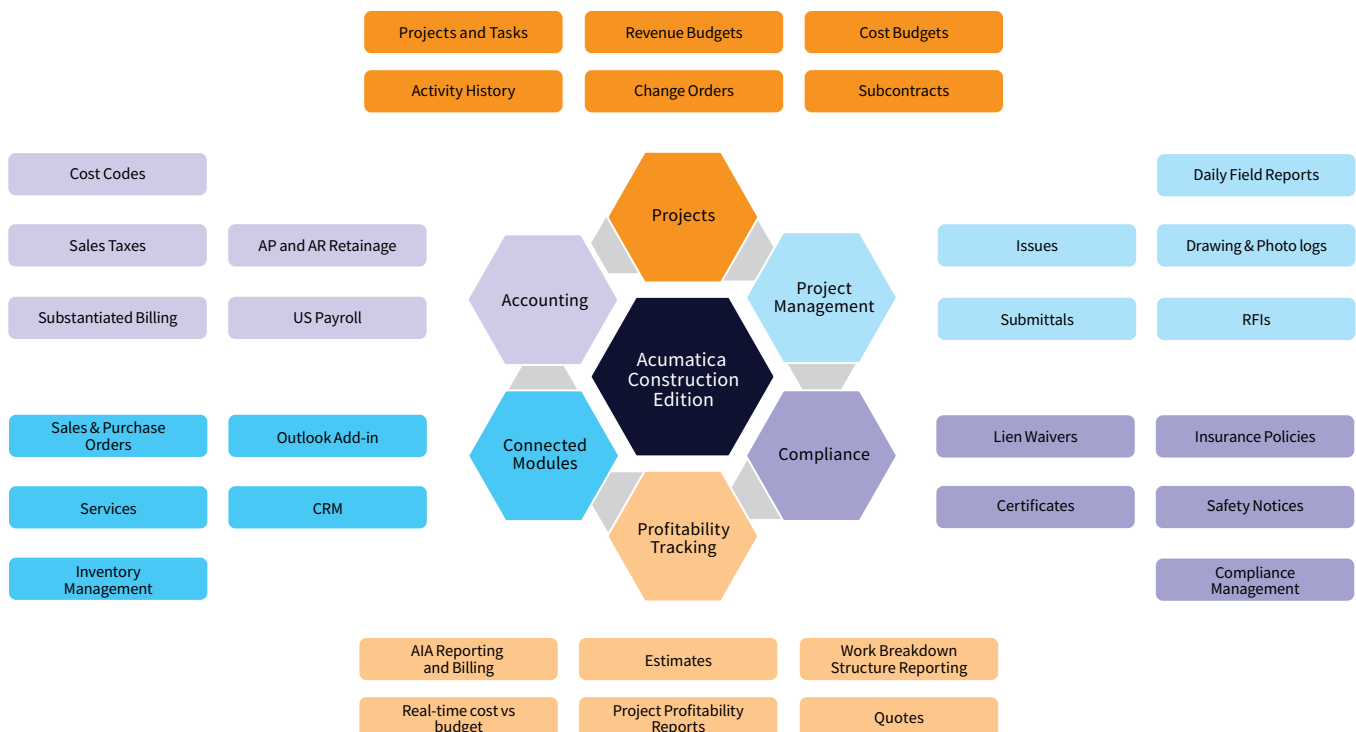 Projects and Tasks
Revenue Budgets
Cost Budgets
Activity History
Change Orders
Subcontracts
Cost Codes
Sales Taxes
AP and AR Retainage
Substantiated Billing
US Payroll
Projects
Accounting
Project
Management
Acumatica
Construction
Edition
Connected
Modules
Compliance
Profitability
Tracking
Daily Field Reports
Issues
Drawing & Photo logs
Submittals
RFIs
Sales & Purchase
Orders
Outlook Add-in
Services
CRM
Inventory
Management
Lien Waivers
Insurance Policies
Certificates
Safety Notices
Compliance
Management
AIA Reporting
and Billing
Estimates
Work Breakdown
Structure Reporting
Real-time cost vs
budget
Project Profitability
Reports
Quotes